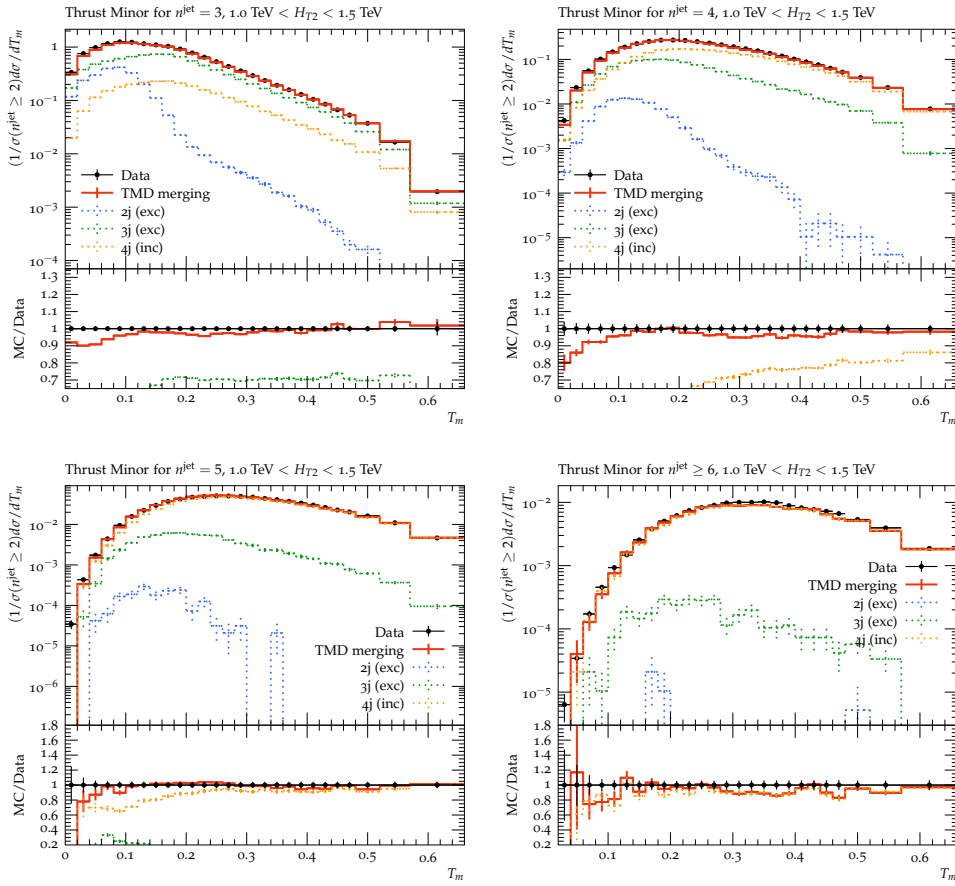 Thrust Minor for n^jet = 3, 1.0 TeV < H_T2 < 1.5 TeV
(1/σ(n^jet ≥ 2)dσ/dT_m
1
10^−1
10^−2
10^−3
10^−4
Data
TMD merging
2j (exc)
3j (exc)
4j (inc)
MC/Data
1.3
1.2
1.1
1
0.9
0.8
0.7
0 0.1 0.2 0.3 0.4 0.5 0.6
T_m
Thrust Minor for n^jet = 4, 1.0 TeV < H_T2 < 1.5 TeV
(1/σ(n^jet ≥ 2)dσ/dT_m
10^−1
10^−2
10^−3
10^−4
10^−5
Data
TMD merging
2j (exc)
3j (exc)
4j (inc)
MC/Data
1.3
1.2
1.1
1
0.9
0.8
0.7
0 0.1 0.2 0.3 0.4 0.5 0.6
T_m
Thrust Minor for n^jet = 5, 1.0 TeV < H_T2 < 1.5 TeV
(1/σ(n^jet ≥ 2)dσ/dT_m
10^−2
10^−3
10^−4
10^−5
10^−6
Data
TMD merging
2j (exc)
3j (exc)
4j (inc)
MC/Data
1.8
1.6
1.4
1.2
1
0.8
0.6
0.4
0.2
0 0.1 0.2 0.3 0.4 0.5 0.6
T_m
Thrust Minor for n^jet ≥ 6, 1.0 TeV < H_T2 < 1.5 TeV
(1/σ(n^jet ≥ 2)dσ/dT_m
10^−2
10^−3
10^−4
10^−5
Data
TMD merging
2j (exc)
3j (exc)
4j (inc)
MC/Data
1.8
1.6
1.4
1.2
1
0.8
0.6
0.4
0.2
0.1 0.2 0.3 0.4 0.5 0.6
T_m